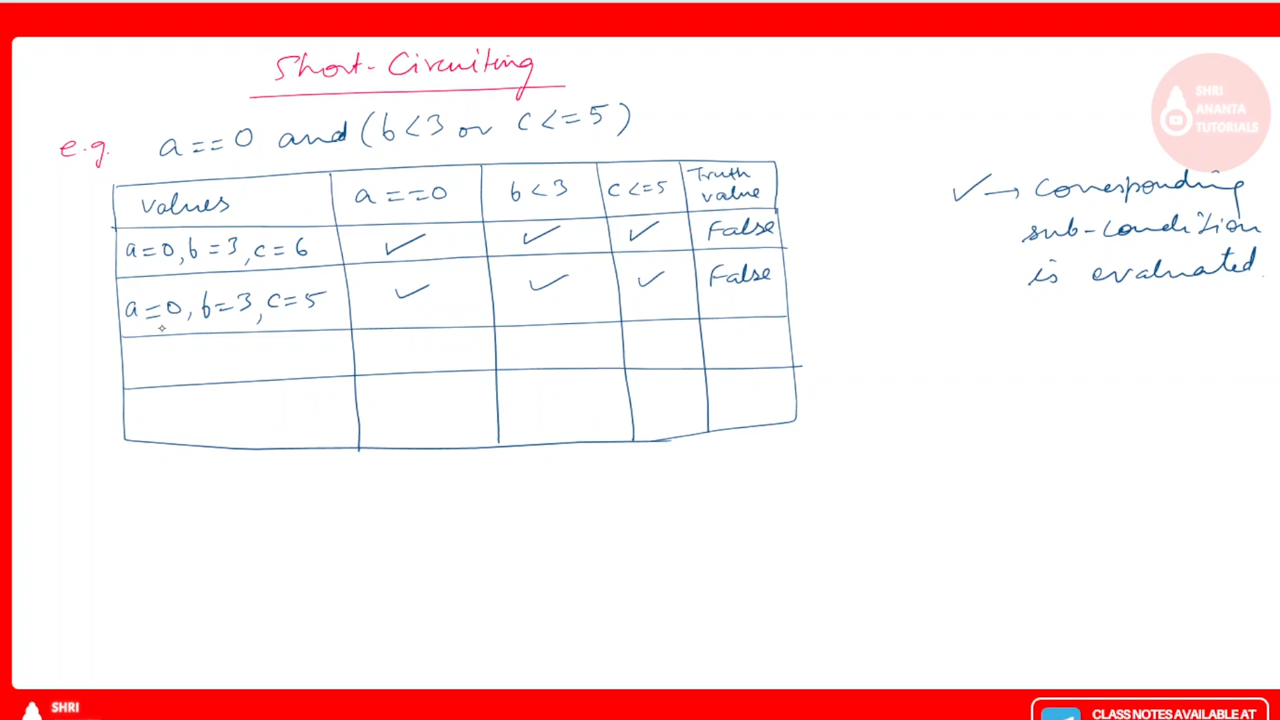 Short-Circuiting
SHRI
ANANTA
TUTORIALS
e.g. a==0 and (b<3 or c<=5)
values a==0 b<3 c<=5 Truth value
✓→ Corresponding
sub-condition
is evaluated.
a=0, b=3, c=6 ✓ ✓ ✓ False
a=0, b=3, c=5 ✓ ✓ ✓ False
SHRI
CLASS NOTES AVAILABLE AT